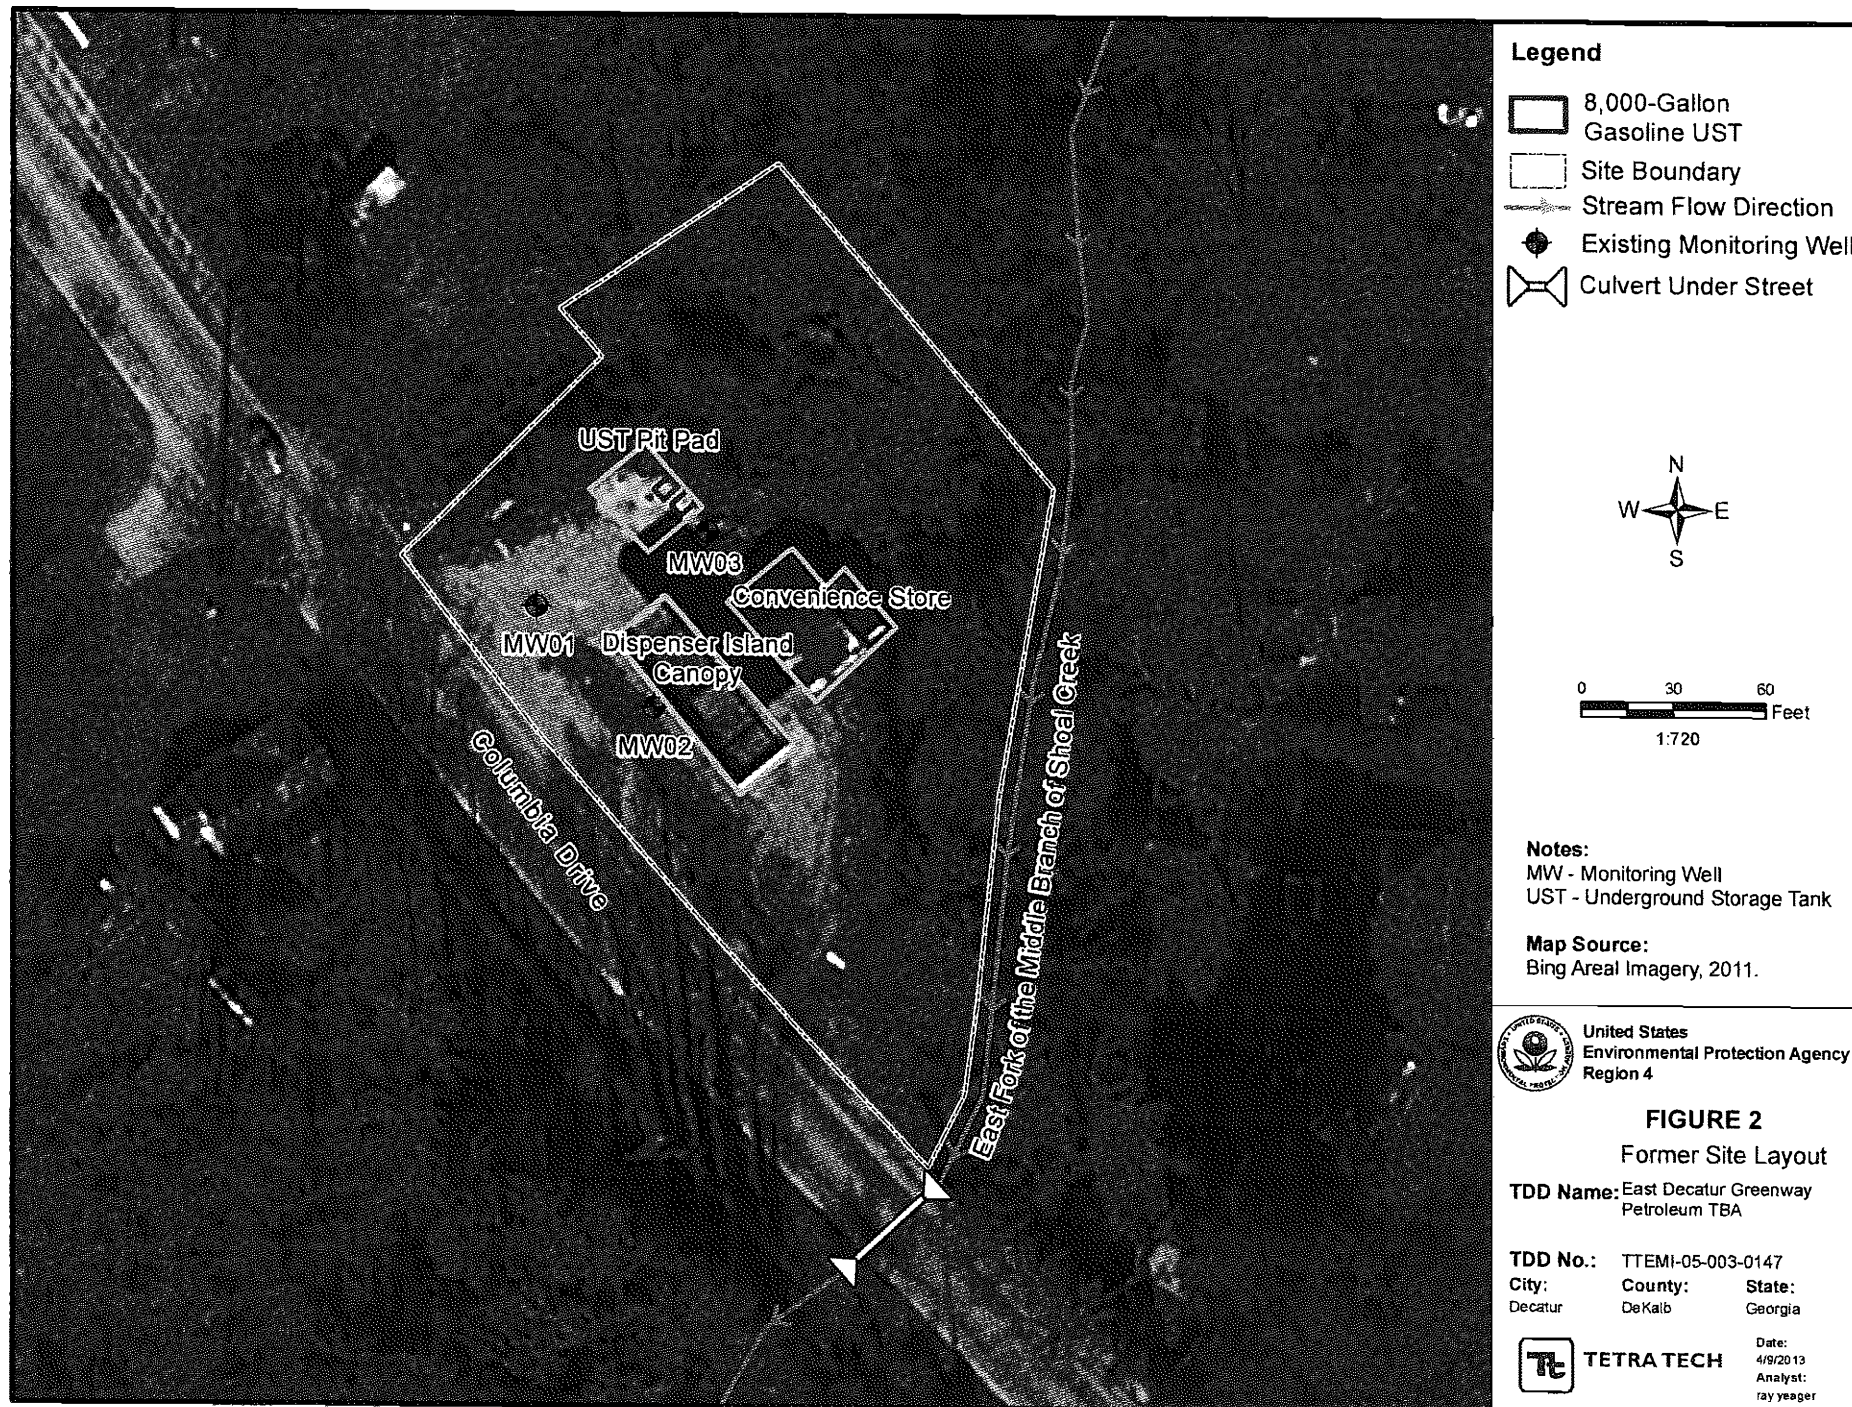 UST Pit Pad
MW03
Convenience Store
MW01
Dispenser Island
Canopy
MW02
Columbia Drive
East Fork of the Middle Branch of Shoal Creek
Legend
8,000-Gallon
Gasoline UST
Site Boundary
Stream Flow Direction
Existing Monitoring Well
Culvert Under Street
N
W E
S
0 30 60
Feet
1:720
Notes:
MW - Monitoring Well
UST - Underground Storage Tank
Map Source:
Bing Areal Imagery, 2011.
United States
Environmental Protection Agency
Region 4
FIGURE 2
Former Site Layout
TDD Name: East Decatur Greenway
Petroleum TBA
TDD No.: TTEMI-05-003-0147
City: County: State:
Decatur DeKalb Georgia
TETRA TECH
Date:
4/9/2013
Analyst:
ray yeager